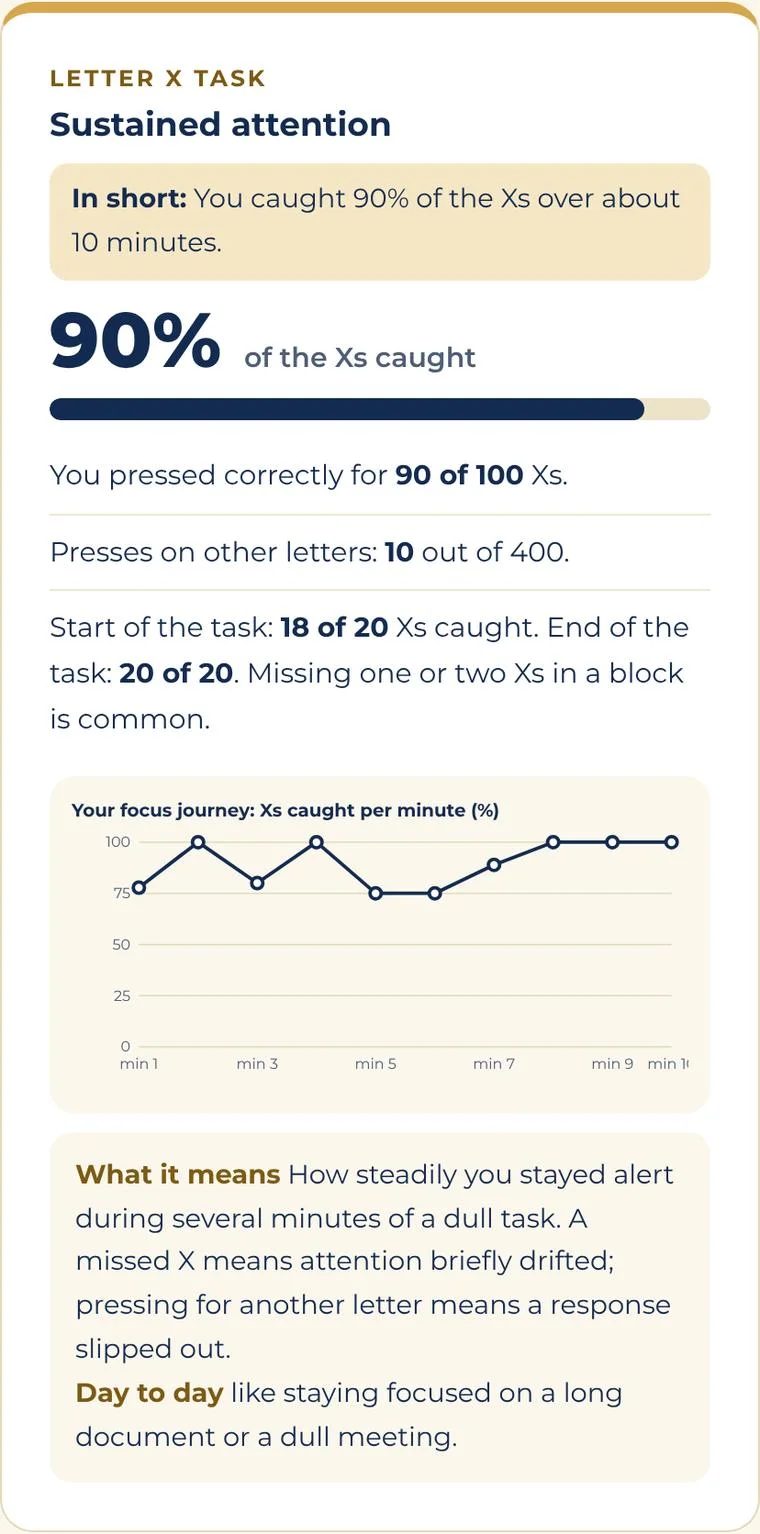 LETTER X TASK
Sustained attention
In short: You caught 90% of the Xs over about
10 minutes.
90% of the Xs caught
You pressed correctly for 90 of 100 Xs.
Presses on other letters: 10 out of 400.
Start of the task: 18 of 20 Xs caught. End of the
task: 20 of 20. Missing one or two Xs in a block
is common.
Your focus journey: Xs caught per minute (%)
100
75
50
25
0
min 1 min 3 min 5 min 7 min 9 min 1
What it means How steadily you stayed alert
during several minutes of a dull task. A
missed X means attention briefly drifted;
pressing for another letter means a response
slipped out.
Day to day like staying focused on a long
document or a dull meeting.